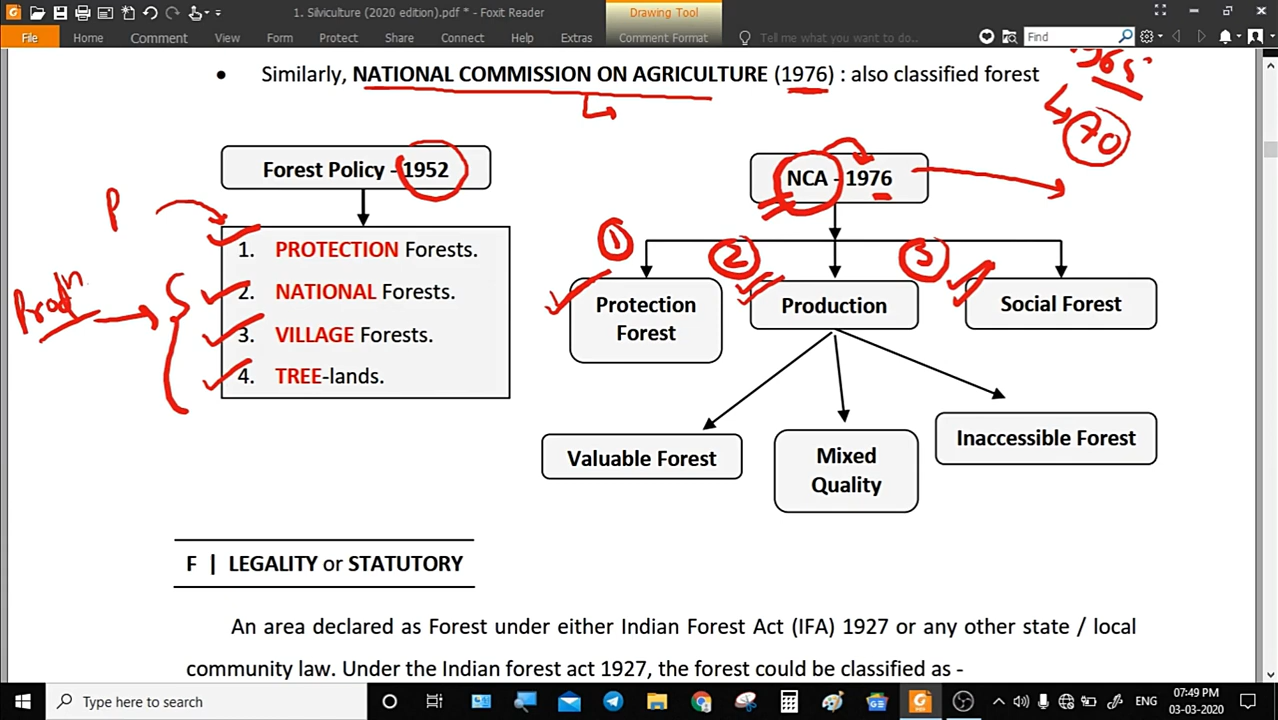 1. Silviculture (2020 edition).pdf * - Foxit Reader
Drawing Tool
File Home Comment View Form Protect Share Connect Help Extras Comment Format Tell me what you want to do.. Find
• Similarly, NATIONAL COMMISSION ON AGRICULTURE (1976) : also classified forest
70
Forest Policy - 1952
NCA - 1976
P
1. PROTECTION Forests.
2. NATIONAL Forests.
3. VILLAGE Forests.
4. TREE-lands.
Prodn
1
2
3
Protection
Forest
Production
Social Forest
Valuable Forest
Mixed
Quality
Inaccessible Forest
F | LEGALITY or STATUTORY
An area declared as Forest under either Indian Forest Act (IFA) 1927 or any other state / local
community law. Under the Indian forest act 1927, the forest could be classified as -
Type here to search
ENG
07:49 PM
03-03-2020